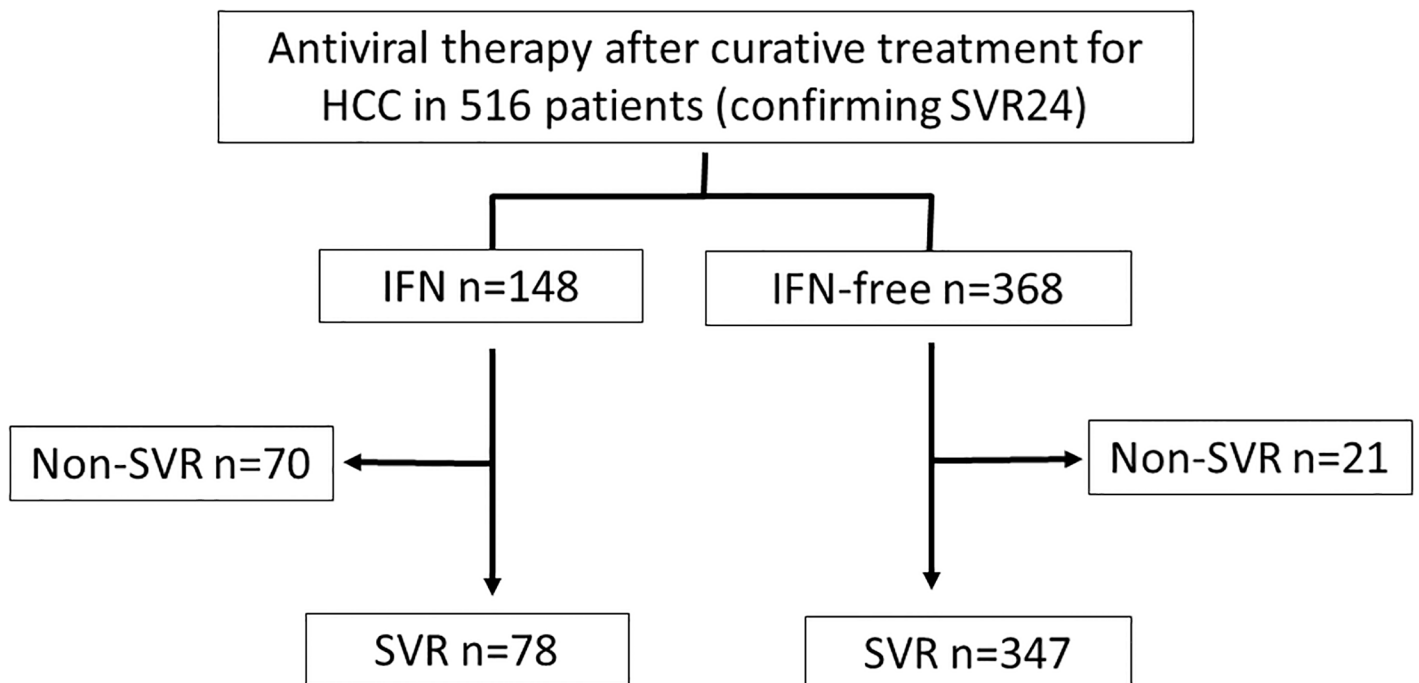 Antiviral therapy after curative treatment for
HCC in 516 patients (confirming SVR24)
IFN n=148
IFN-free n=368
Non-SVR n=70
Non-SVR n=21
SVR n=78
SVR n=347